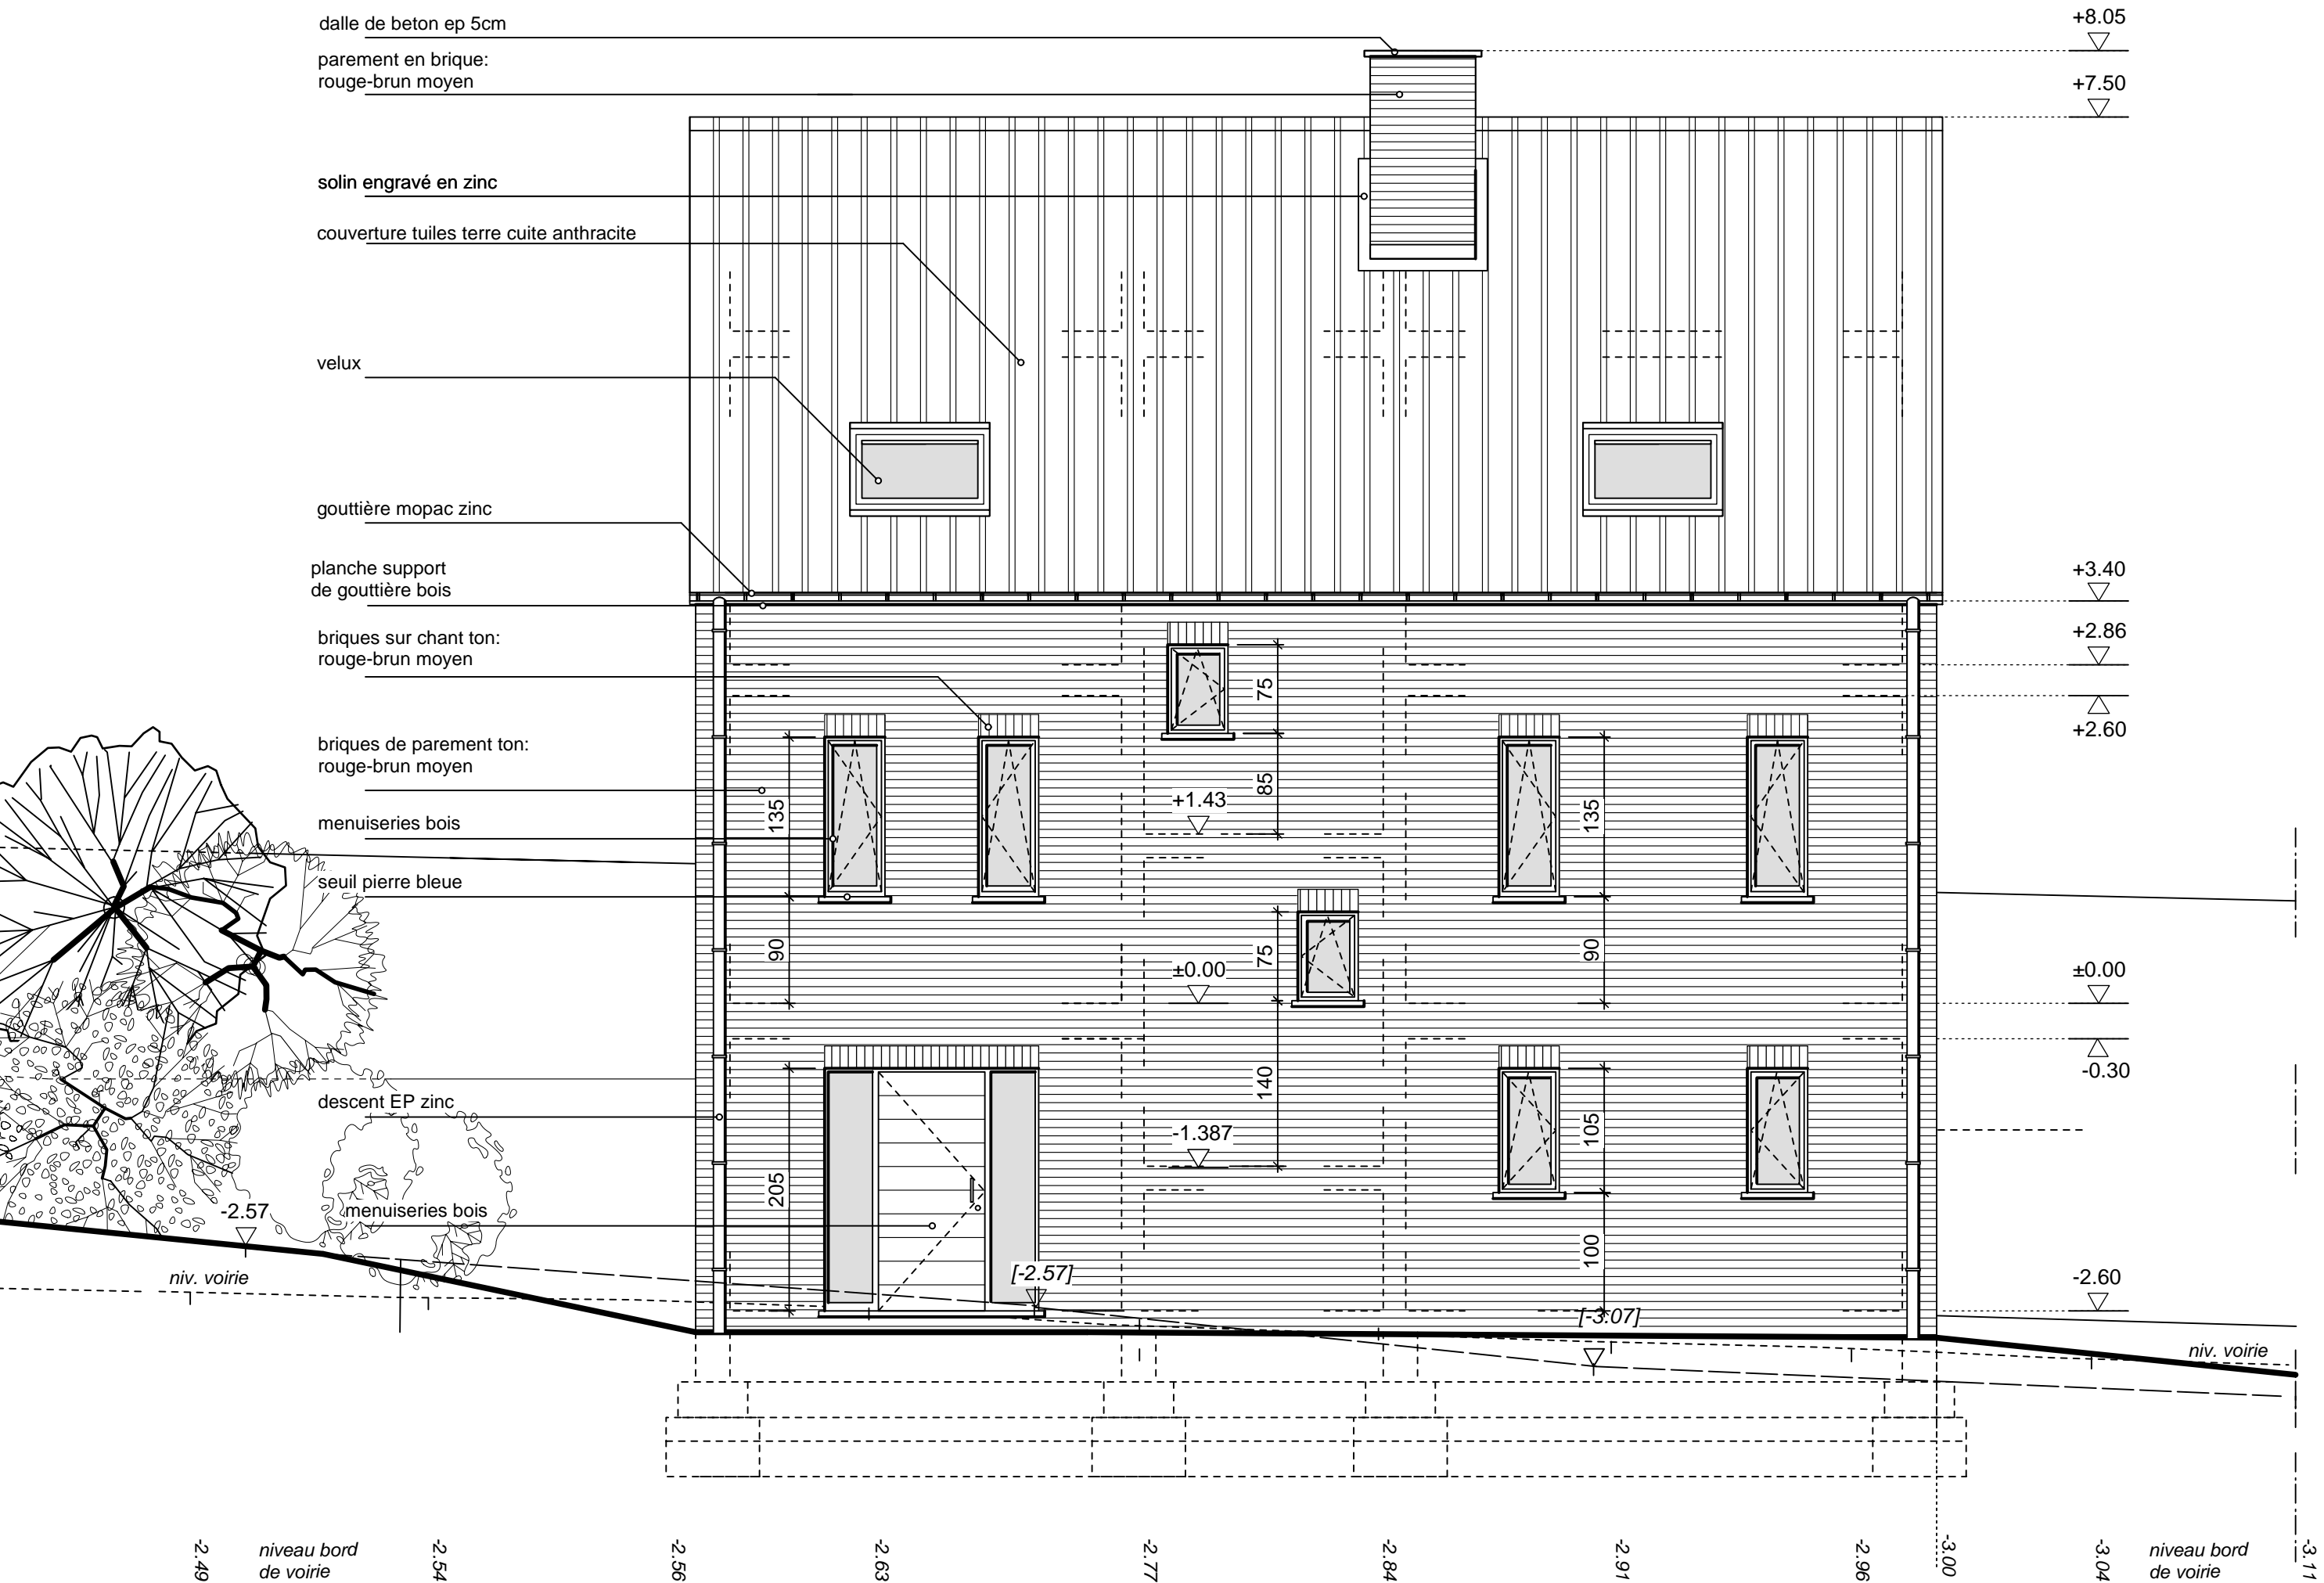 dalle de beton ep 5cm
parement en brique:
rouge-brun moyen
solin engravé en zinc
couverture tuiles terre cuite anthracite
velux
gouttière mopac zinc
planche support
de gouttière bois
briques sur chant ton:
rouge-brun moyen
briques de parement ton:
rouge-brun moyen
menuiseries bois
seuil pierre bleue
descent EP zinc
menuiseries bois
-2.57
niv. voirie
135
90
205
[-2.57]
75
85
+1.43
75
±0.00
140
-1.387
135
90
105
100
[-3.07]
+8.05
+7.50
+3.40
+2.86
+2.60
±0.00
-0.30
-2.60
niv. voirie
-2.49
niveau bord
de voirie
-2.54
-2.56
-2.63
-2.77
-2.84
-2.91
-2.96
-3.00
-3.04
niveau bord
de voirie
-3.11